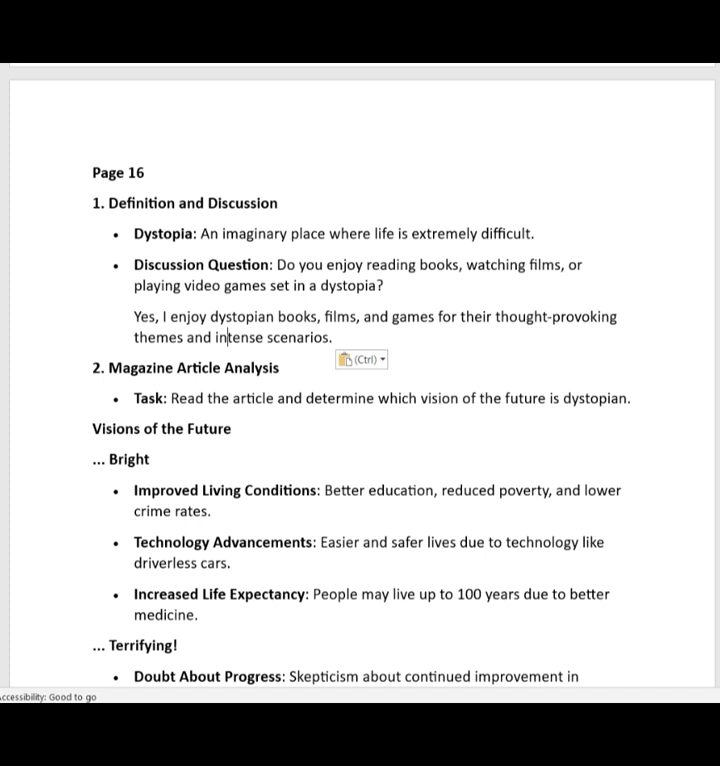 Page 16
1. Definition and Discussion
• Dystopia: An imaginary place where life is extremely difficult.
• Discussion Question: Do you enjoy reading books, watching films, or
playing video games set in a dystopia?
Yes, I enjoy dystopian books, films, and games for their thought-provoking
themes and intense scenarios.
(Ctrl)
2. Magazine Article Analysis
• Task: Read the article and determine which vision of the future is dystopian.
Visions of the Future
... Bright
• Improved Living Conditions: Better education, reduced poverty, and lower
crime rates.
• Technology Advancements: Easier and safer lives due to technology like
driverless cars.
• Increased Life Expectancy: People may live up to 100 years due to better
medicine.
... Terrifying!
• Doubt About Progress: Skepticism about continued improvement in
ccessibility: Good to go